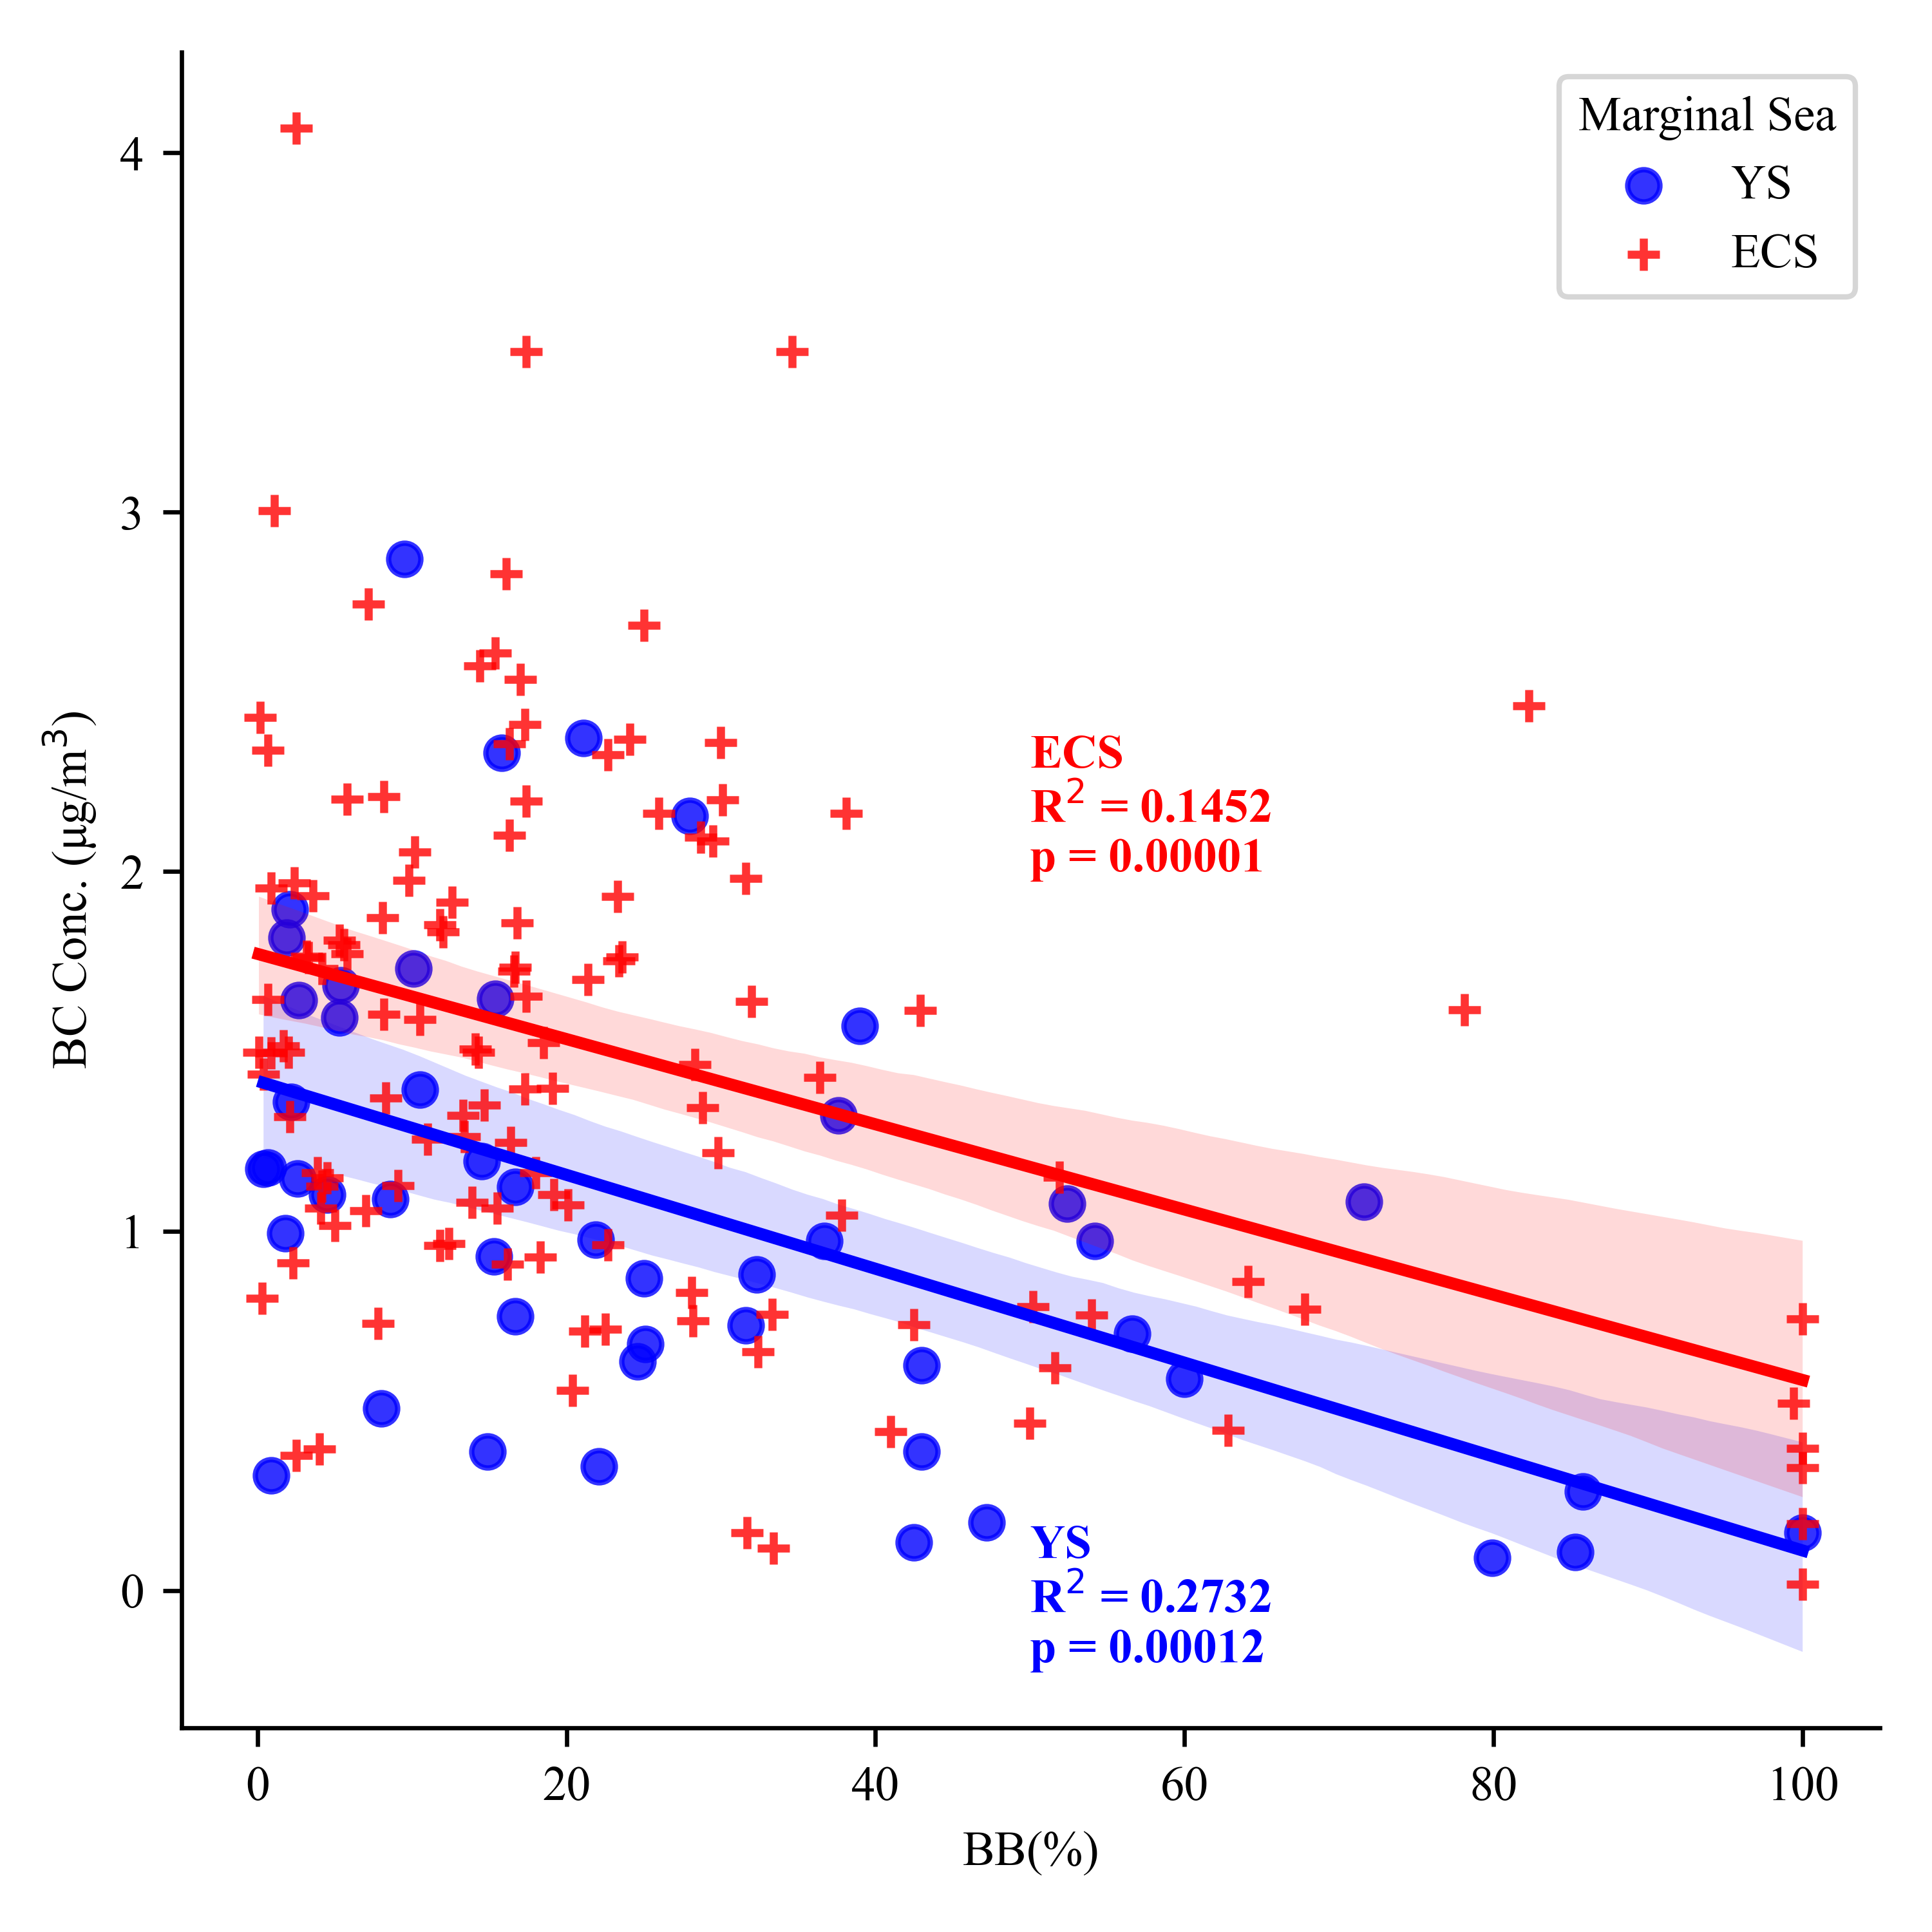 Marginal Sea
YS
ECS
4
3
2
1
0
BC Conc. (μg/m³)
ECS
R² = 0.1452
p = 0.00001
YS
R² = 0.2732
p = 0.00012
0 20 40 60 80 100
BB(%)